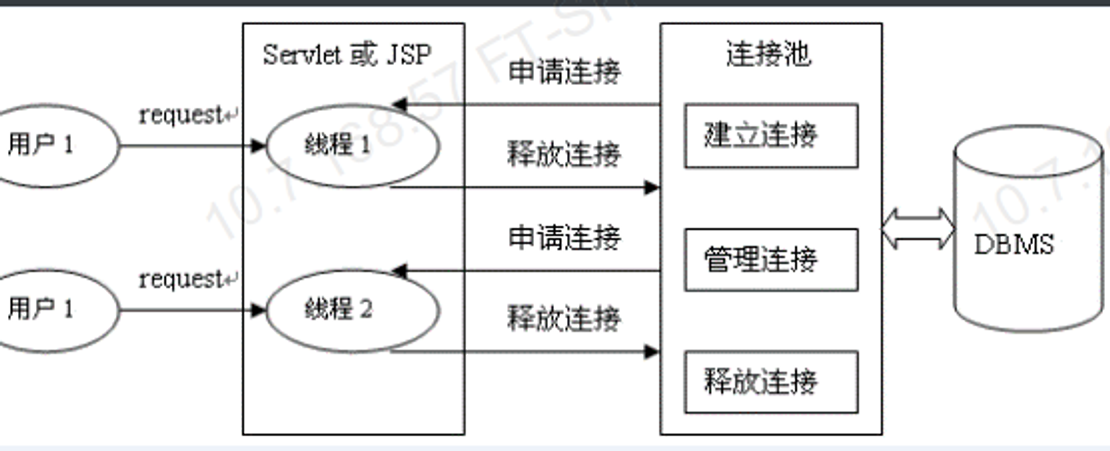 Servlet 或 JSP
连接池
申请连接
request
用户 1
线程 1
建立连接
释放连接
申请连接
DBMS
管理连接
request
用户 1
线程 2
释放连接
释放连接
10.7.168.57 FT-SH
10.7.1